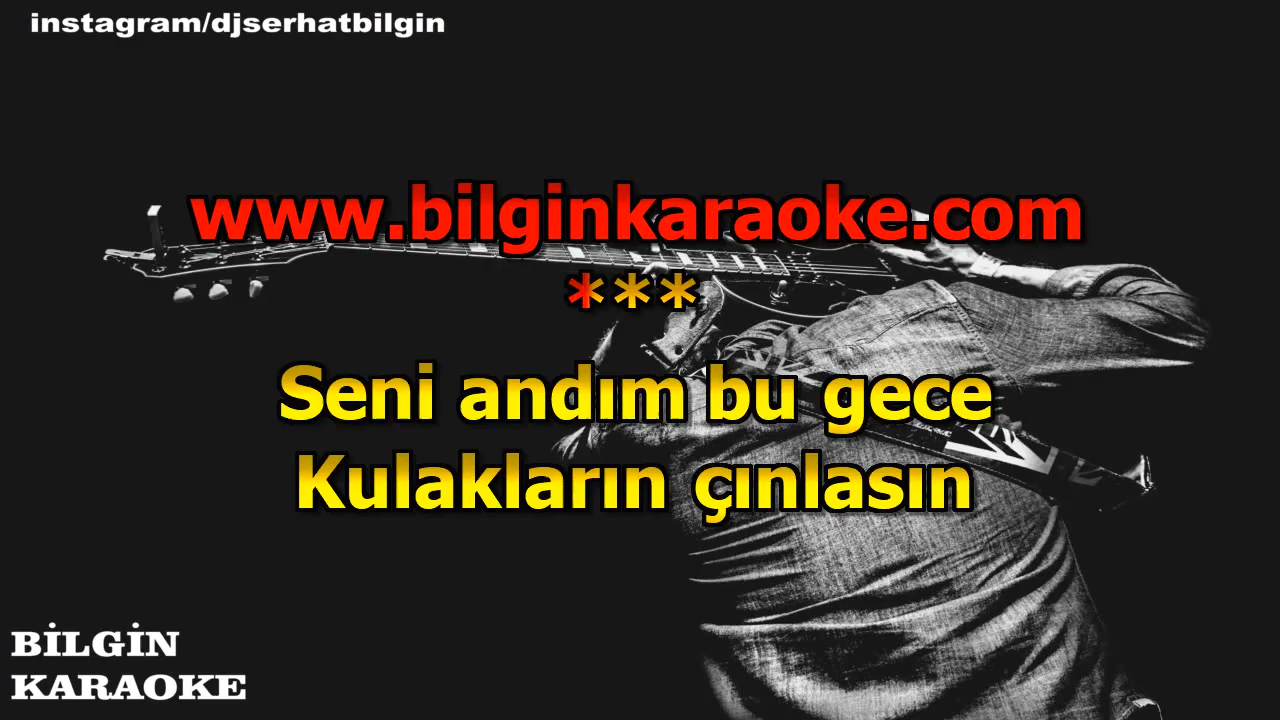 instagram/djserhatbilgin
www.bilginkaraoke.com
***
Seni andım bu gece
Kulakların çınlasın
BİLGİN
KARAOKE